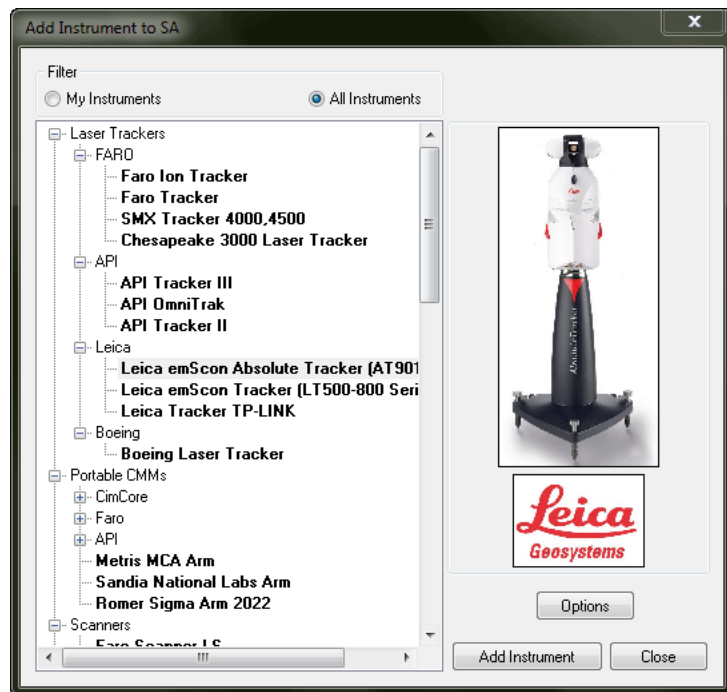 Add Instrument to SA
Filter
My Instruments
All Instruments
Laser Trackers
FARO
Faro Ion Tracker
Faro Tracker
SMX Tracker 4000,4500
Chesapeake 3000 Laser Tracker
API
API Tracker III
API OmniTrak
API Tracker II
Leica
Leica emScon Absolute Tracker (AT901
Leica emScon Tracker (LT500-800 Seri
Leica Tracker TP-LINK
Boeing
Boeing Laser Tracker
Portable CMMs
CimCore
Faro
API
Metris MCA Arm
Sandia National Labs Arm
Romer Sigma Arm 2022
Scanners
Faro Scanner LS
AbsoluteTracker
Leica
Geosystems
Options
Add Instrument
Close